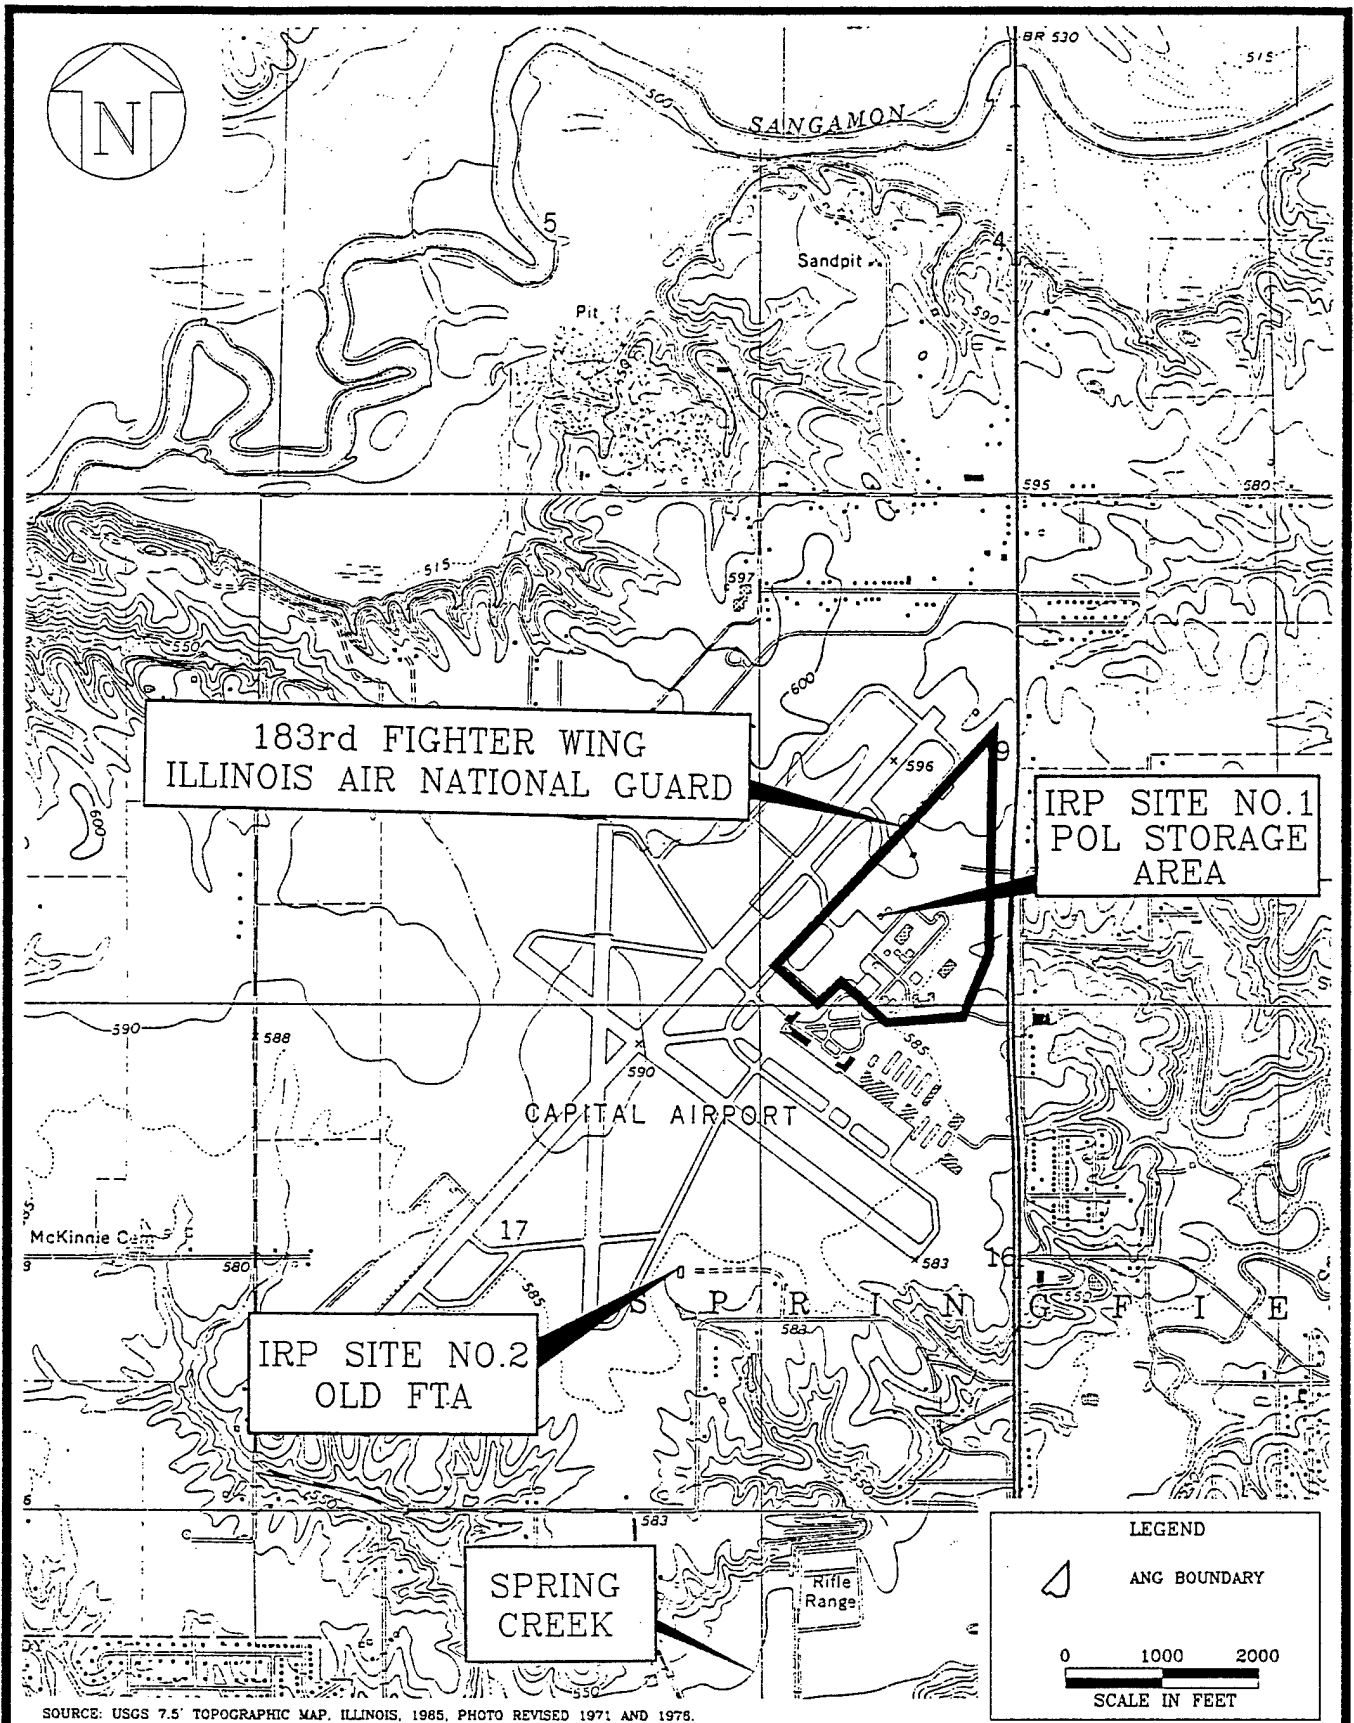 N
BR 530
515
500
SANGAMON
5
4
Sandpit
590
Pit
595
580
515
597
550
600
183rd FIGHTER WING
ILLINOIS AIR NATIONAL GUARD
596
9
IRP SITE NO.1
POL STORAGE
AREA
600
590
588
585
590
CAPITAL AIRPORT
McKinnie
17
580
583
16
585
S P R I N G F I E
550
583
IRP SITE NO.2
OLD FTA
550
550
583
SPRING
CREEK
Rifle
Range
550
LEGEND
ANG BOUNDARY
0 1000 2000
SCALE IN FEET
SOURCE: USGS 7.5' TOPOGRAPHIC MAP, ILLINOIS, 1985, PHOTO REVISED 1971 AND 1976.